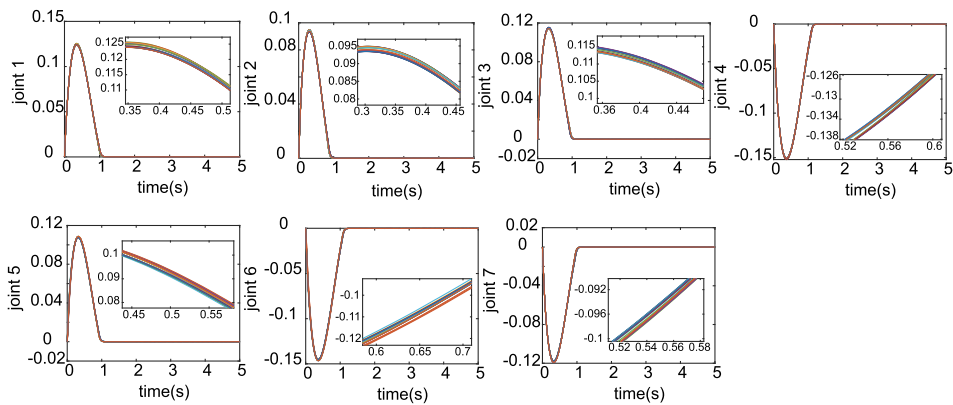 joint 1
0.15
0.1
0.05
0
0.125
0.12
0.115
0.11
0.35
0.4
0.45
0.5
0 1 2 3 4 5
time(s)
joint 2
0.1
0.08
0.04
0
0.095
0.09
0.085
0.08
0.3 0.35 0.4 0.45
0 1 2 3 4 5
time(s)
joint 3
0.12
0.08
0.04
0
-0.02
0.115
0.11
0.105
0.1
0.36 0.4 0.44
0 1 2 3 4 5
time(s)
joint 4
0
-0.05
-0.1
-0.15
-0.126
-0.13
-0.134
-0.138
0.52 0.56 0.6
0 1 2 3 4 5
time(s)
joint 5
0.12
0.08
0.04
0
-0.02
0.1
0.09
0.08
0.45 0.5 0.55
0 1 2 3 4 5
time(s)
joint 6
0
-0.05
-0.1
-0.15
-0.1
-0.11
-0.12
0.6 0.65 0.7
0 1 2 3 4 5
time(s)
joint 7
0.02
0
-0.04
-0.08
-0.12
-0.092
-0.096
-0.1
0.52 0.54 0.56 0.58
0 1 2 3 4 5
time(s)